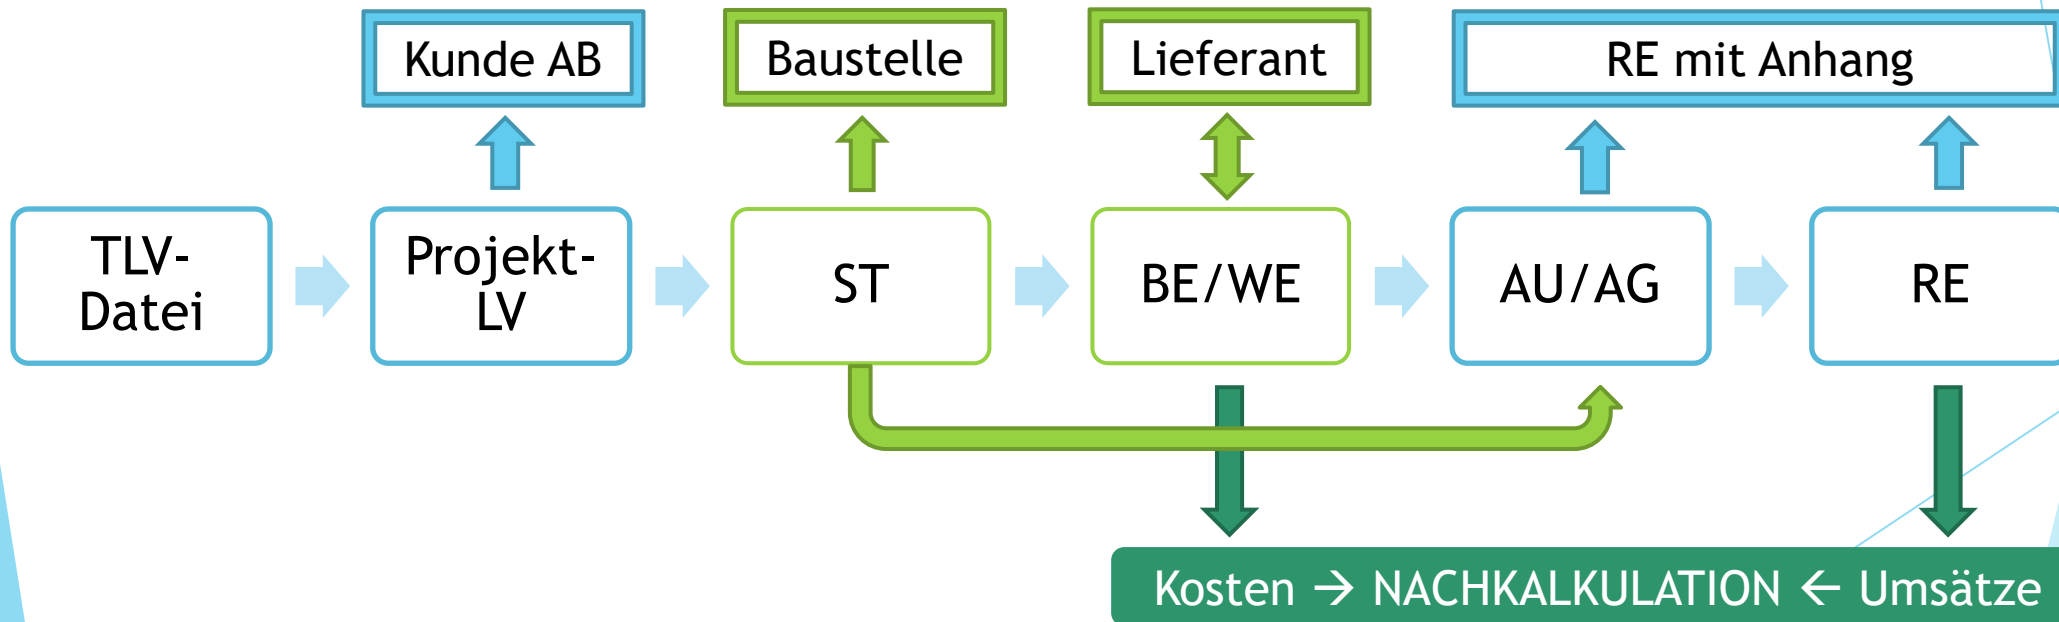 Kunde AB
Baustelle
Lieferant
RE mit Anhang
TLV-
Datei
Projekt-
LV
ST
BE/WE
AU/AG
RE
Kosten → NACHKALKULATION ← Umsätze